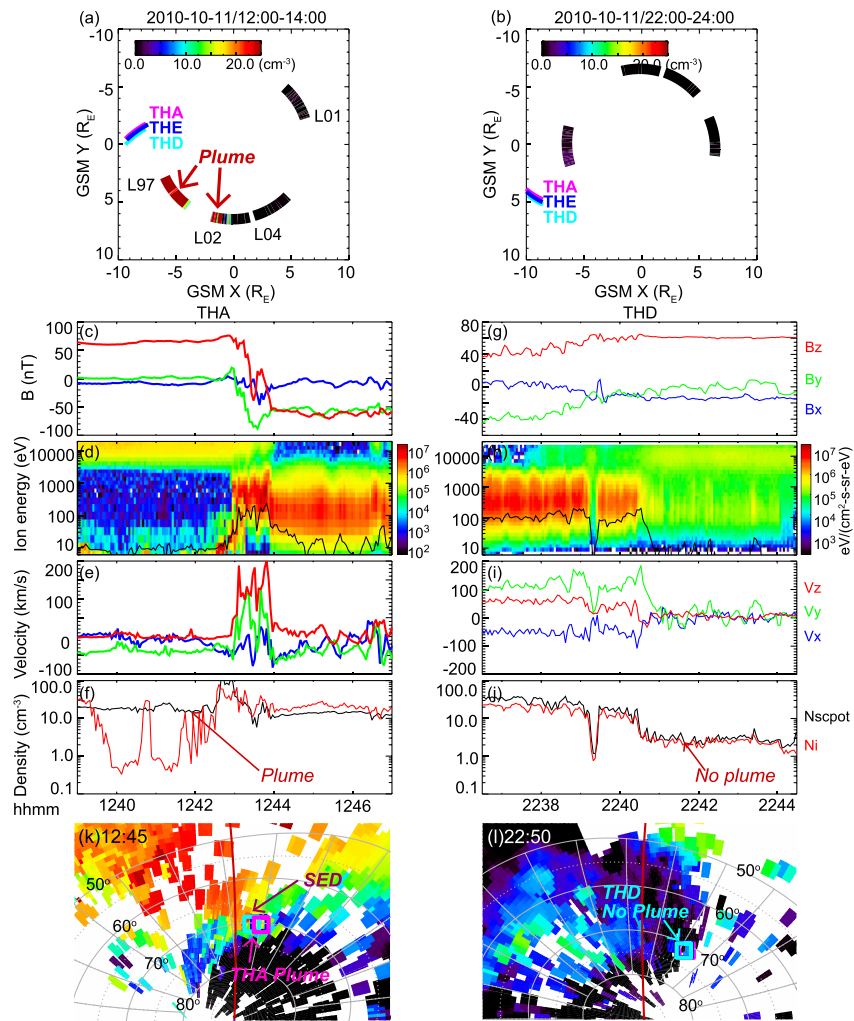 (a) 2010-10-11/12:00-14:00
-10
-5
0
5
10
GSM Y (R_E)
0.0 10.0 20.0 (cm⁻³)
THA
THE
THD
Plume
L01
L97
L02
L04
-10 -5 0 5 10
GSM X (R_E)
(b) 2010-10-11/22:00-24:00
-10
-5
0
5
10
GSM Y (R_E)
0.0 10.0 20.0 (cm⁻³)
THA
THE
THD
-10 -5 0 5 10
GSM X (R_E)
THA
(c)
100
50
0
-50
-100
B (nT)
(d)
10000
1000
100
10
Ion energy (eV)
10⁷
10⁶
10⁵
10⁴
10³
10²
(e)
200
100
0
-100
Velocity (km/s)
(f)
100.0
10.0
1.0
0.1
Density (cm⁻³)
Plume
hhmm
1240 1242 1244 1246
THD
(g)
80
40
0
-40
Bz
By
Bx
(h)
10000
1000
100
10
10⁷
10⁶
10⁵
10⁴
10³
eV/(cm²-s-sr-eV)
(i)
200
100
0
-100
200
Vz
Vy
Vx
(j)
100.0
10.0
1.0
0.1
Nscpot
Ni
No plume
2238 2240 2242 2244
(k)12:45
50°
60°
70°
80°
SED
THA Plume
(l)22:50
THD
No Plume
50°
60°
70°
80°